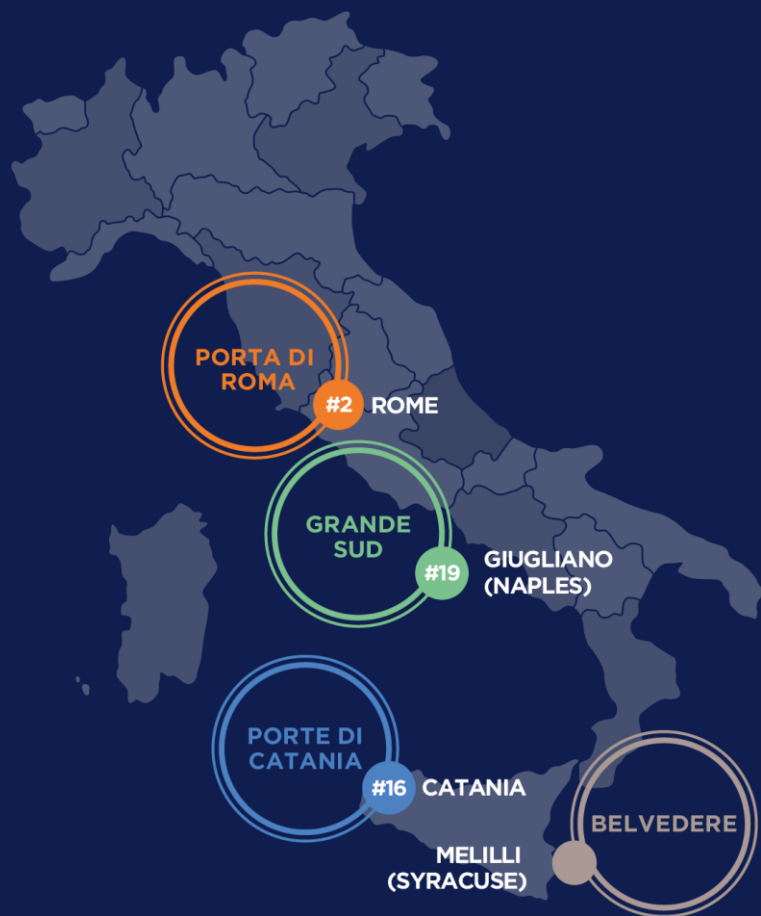 PORTA DI
ROMA
#2 ROME
GRANDE
SUD
#19
GIUGLIANO
(NAPLES)
PORTE DI
CATANIA
#16 CATANIA
BELVEDERE
MELILLI
(SYRACUSE)